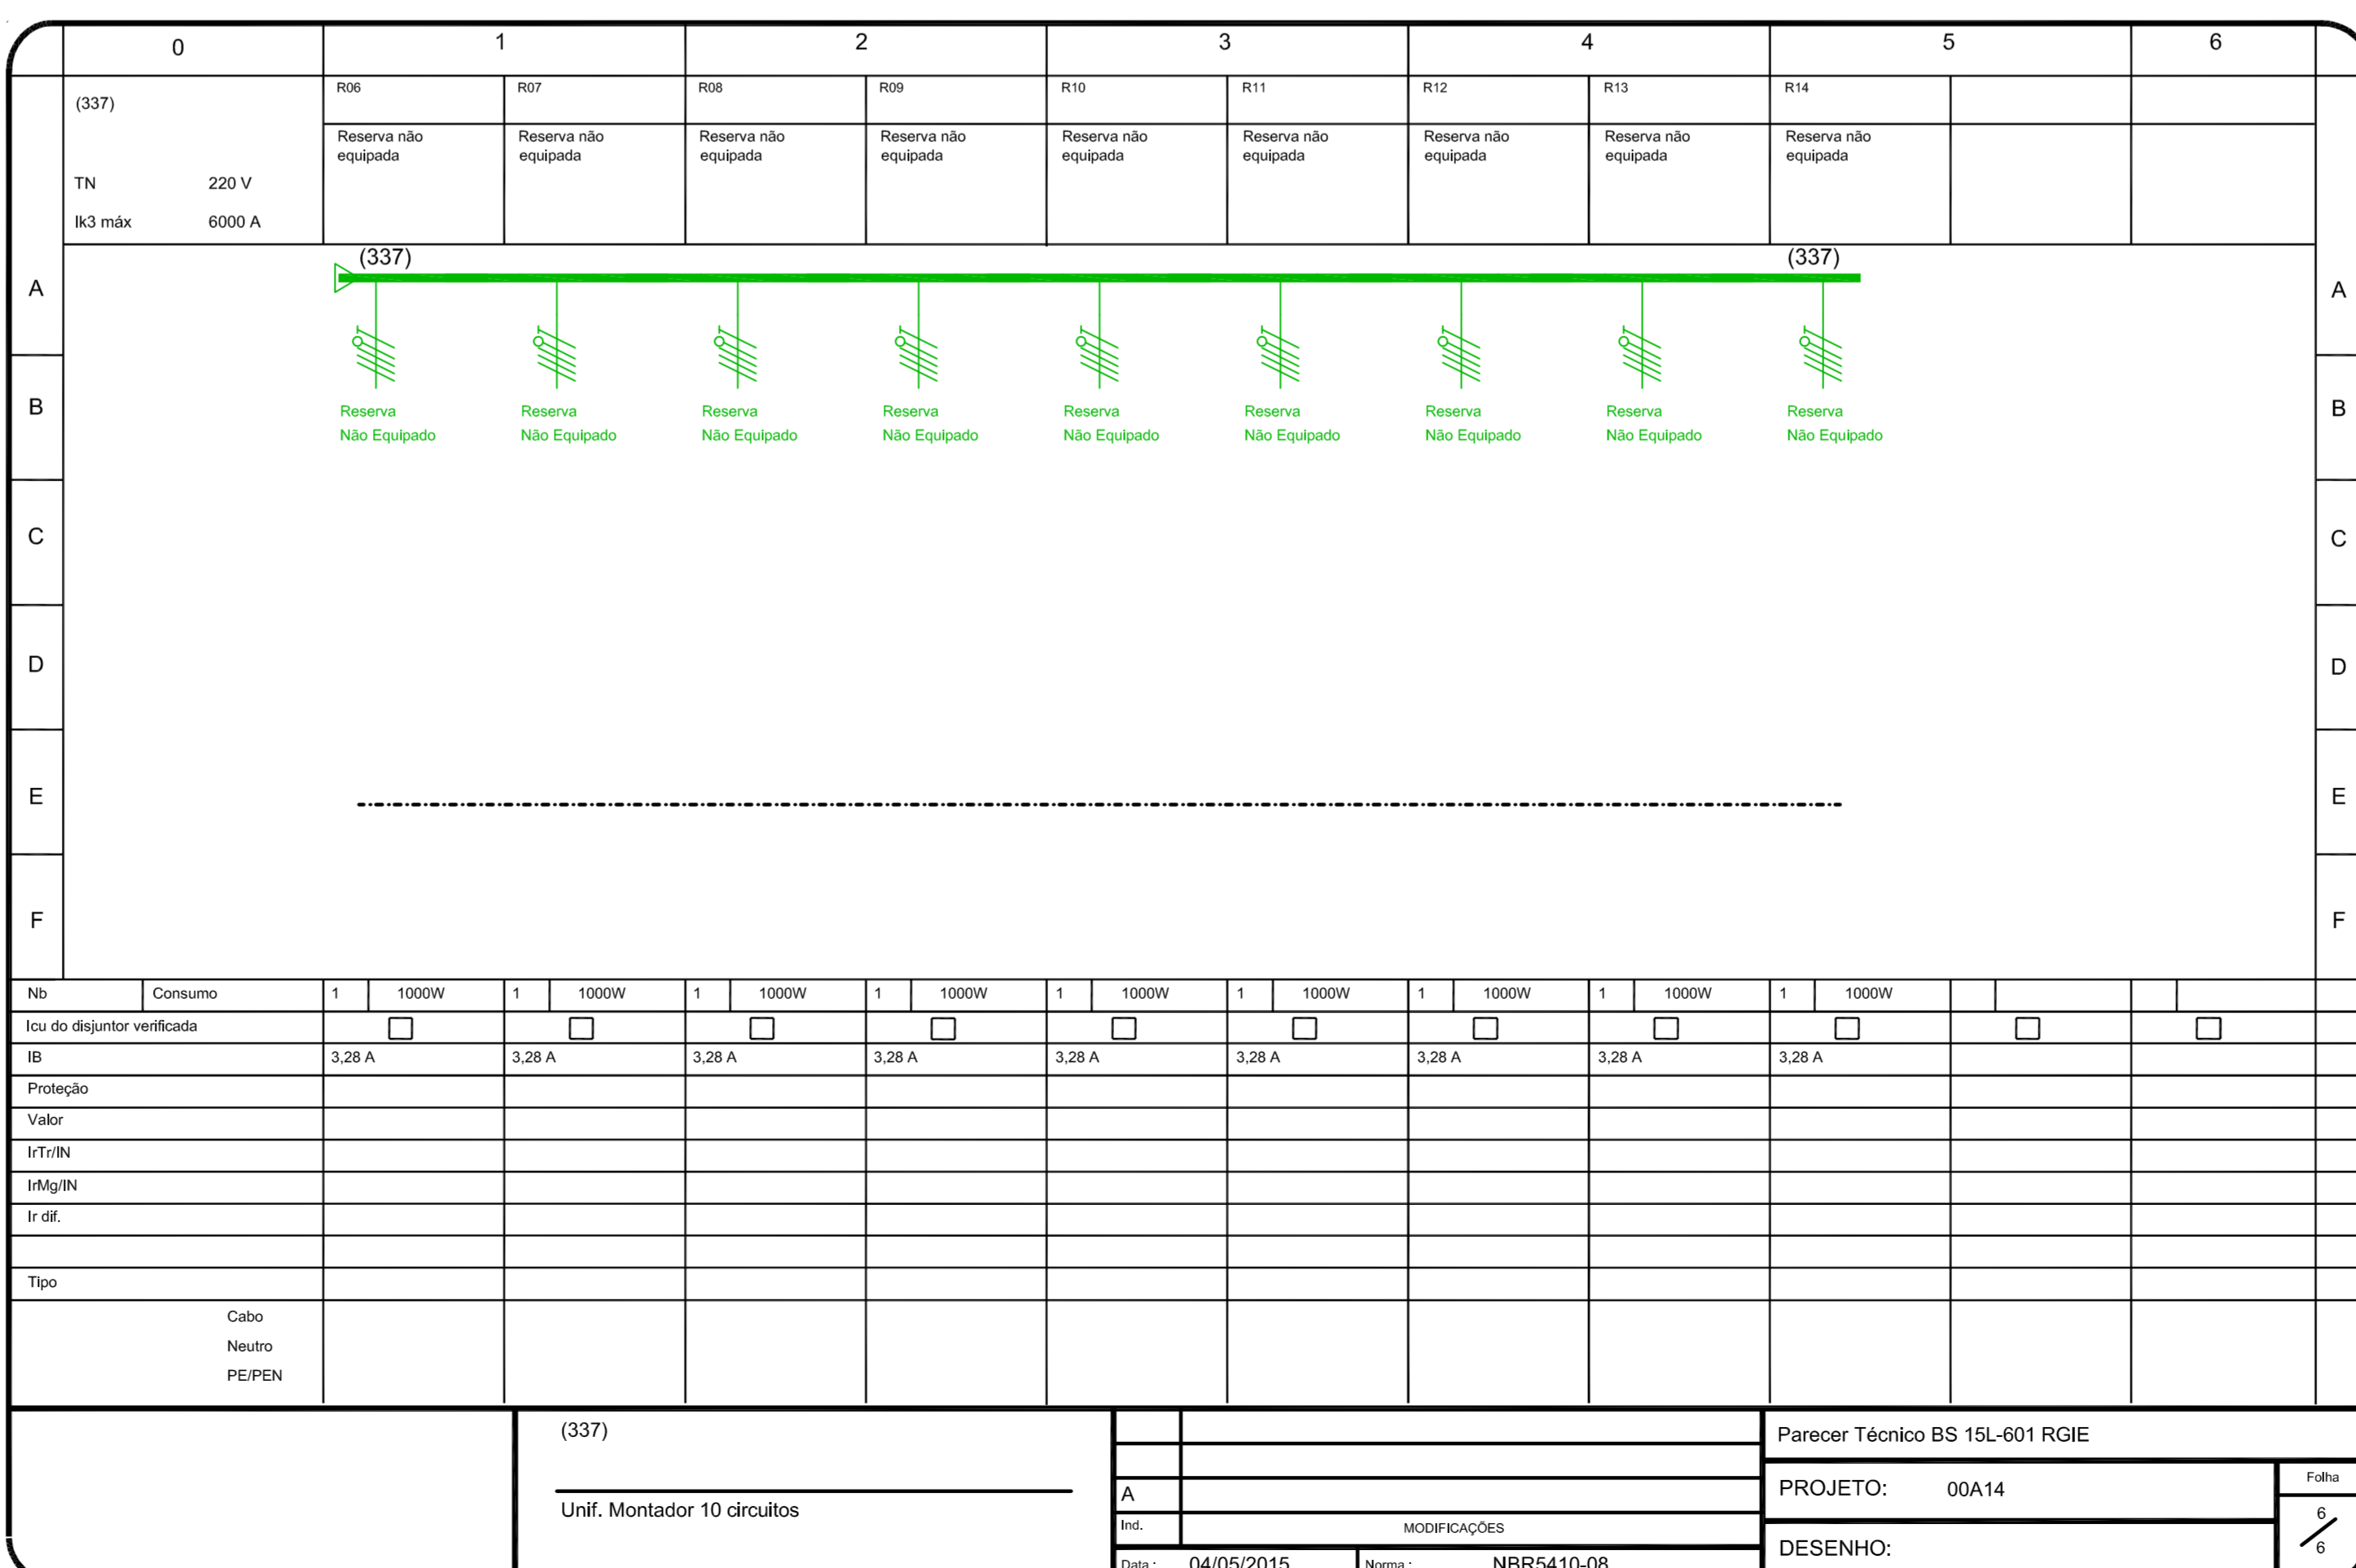 0 1 2 3 4 5 6
(337) R06 R07 R08 R09 R10 R11 R12 R13 R14
Reserva não Reserva não Reserva não Reserva não Reserva não Reserva não Reserva não Reserva não Reserva não
equipada equipada equipada equipada equipada equipada equipada equipada equipada
TN 220 V
Ik3 máx 6000 A
(337) (337)
A A
B B
Reserva Reserva Reserva Reserva Reserva Reserva Reserva Reserva Reserva
Não Equipado Não Equipado Não Equipado Não Equipado Não Equipado Não Equipado Não Equipado Não Equipado Não Equipado
C C
D D
E E
F F
Nb Consumo 1 1000W 1 1000W 1 1000W 1 1000W 1 1000W 1 1000W 1 1000W 1 1000W 1 1000W
Icu do disjuntor verificada
IB 3,28 A 3,28 A 3,28 A 3,28 A 3,28 A 3,28 A 3,28 A 3,28 A 3,28 A
Proteção
Valor
IrTr/IN
IrMg/IN
Ir dif.
Tipo
Cabo
Neutro
PE/PEN
(337)
Unif. Montador 10 circuitos
A
Ind. MODIFICAÇÕES
Data : 04/05/2015 Norma : NBR5410-08
Parecer Técnico BS 15L-601 RGIE
PROJETO: 00A14
DESENHO:
Folha
6
6